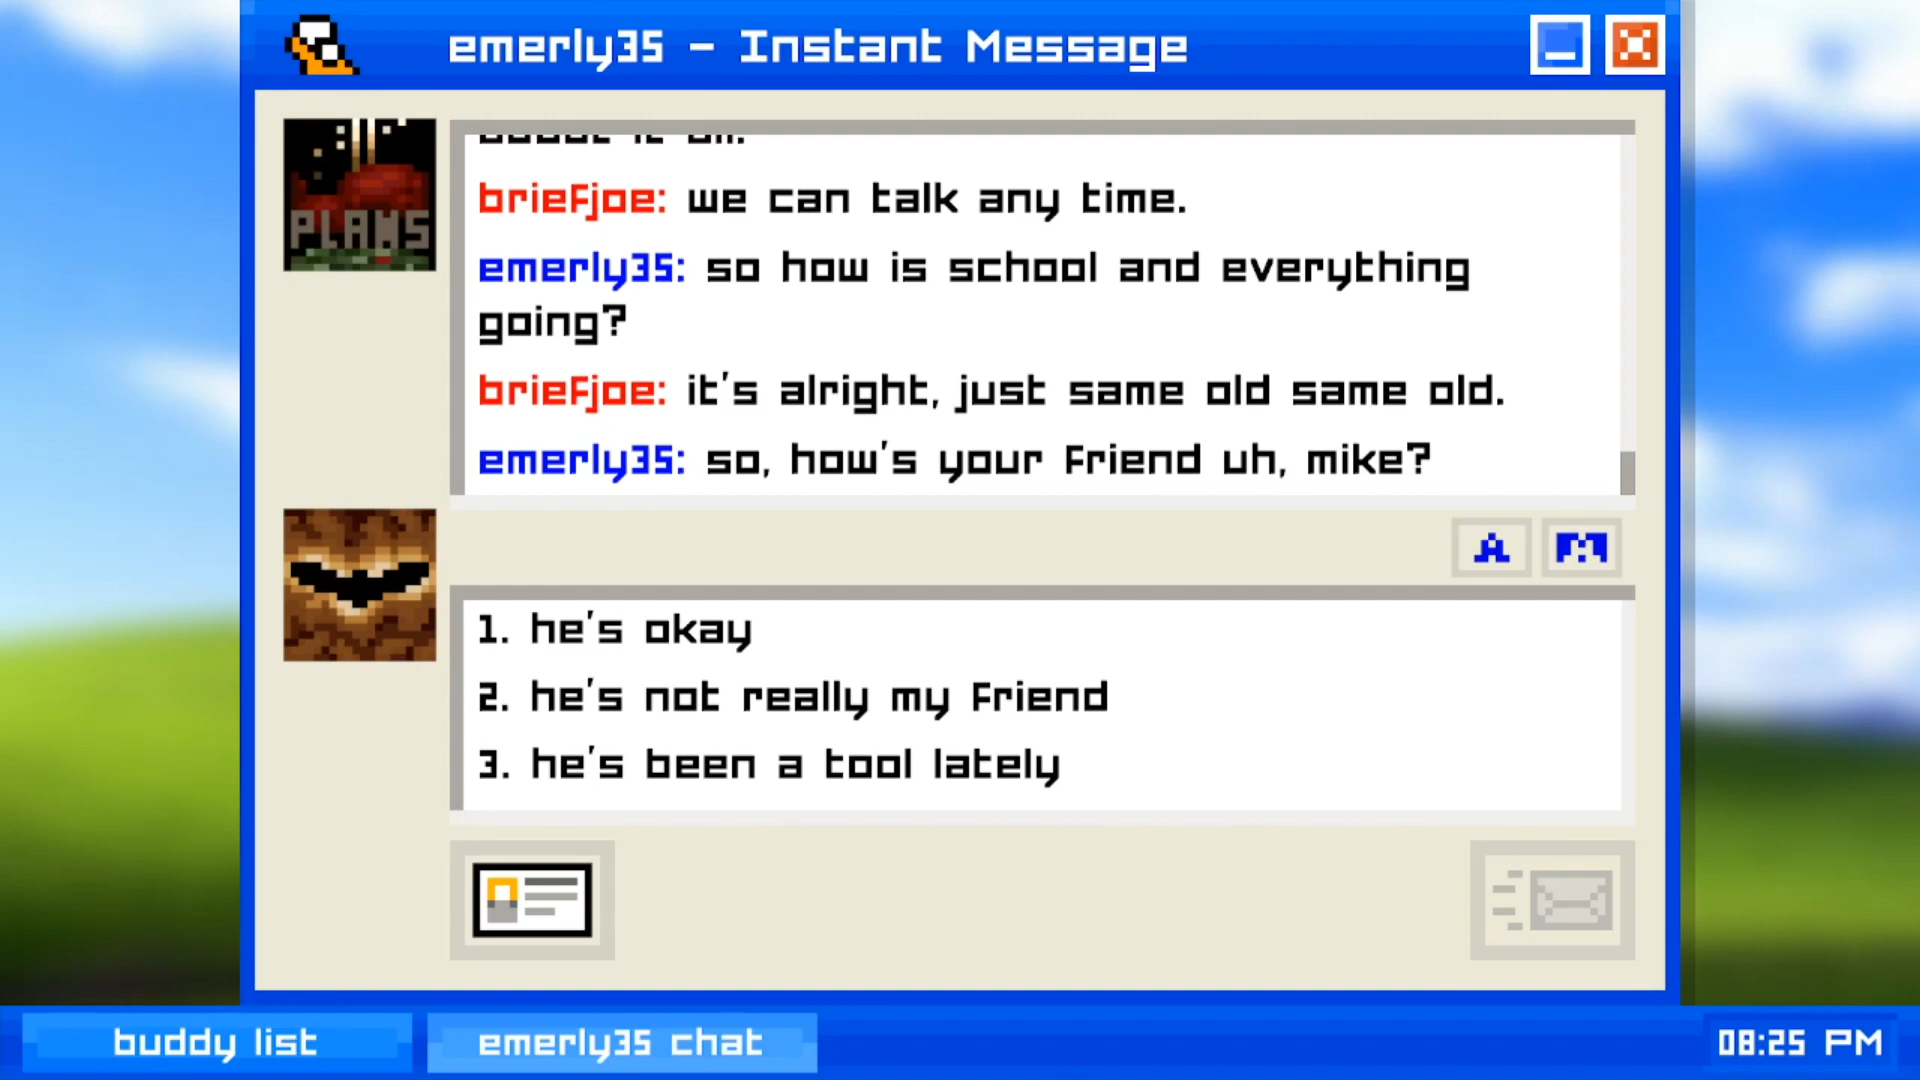 emerly35 - Instant Message
PLANS
briefjoe: we can talk any time.
emerly35: so how is school and everything
going?
briefjoe: it's alright, just same old same old.
emerly35: so, how's your friend uh, mike?
A
1. he's okay
2. he's not really my friend
3. he's been a tool lately
buddy list
emerly35 chat
08:25 PM